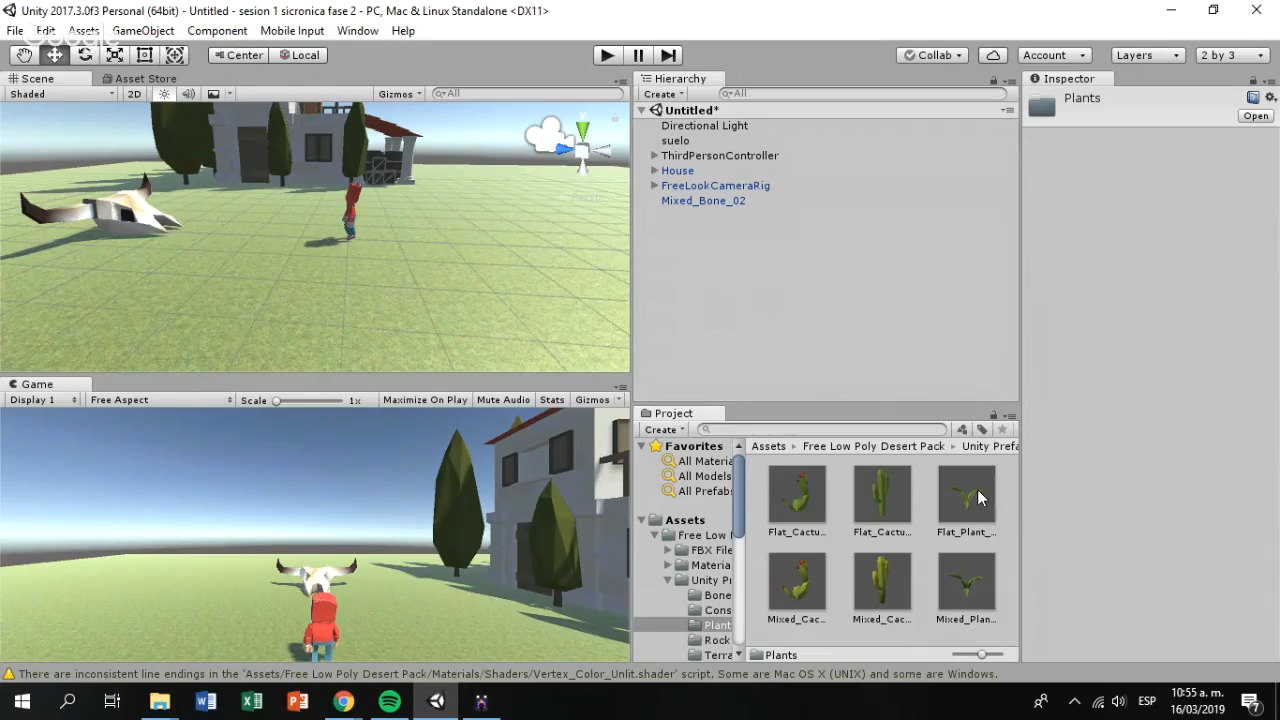 Unity 2017.3.0f3 Personal (64bit) - Untitled - sesion 1 sicronica fase 2 - PC, Mac & Linux Standalone <DX11>
File Edit Assets GameObject Component Mobile Input Window Help
Google
Center Local Collab Account Layers 2 by 3
Scene Asset Store
Shaded 2D Gizmos All
Hierarchy
Create All
Untitled*
Directional Light
suelo
ThirdPersonController
House
FreeLookCameraRig
Mixed_Bone_02
Inspector
Plants
Open
Game
Display 1 Free Aspect Scale 1x Maximize On Play Mute Audio Stats Gizmos
Project
Create
Favorites
All Materia
All Models
All Prefabs
Assets
Free Low
FBX File
Materia
Unity Pr
Bone
Cons
Plant
Rock
Terra
Assets Free Low Poly Desert Pack Unity Prefa
Flat_Cactu... Flat_Cactu... Flat_Plant_...
Mixed_Cac... Mixed_Cac... Mixed_Plan...
Plants
There are inconsistent line endings in the 'Assets/Free Low Poly Desert Pack/Materials/Shaders/Vertex_Color_Unlit.shader' script. Some are Mac OS X (UNIX) and some are Windows.
ESP
10:55 a. m.
16/03/2019
7